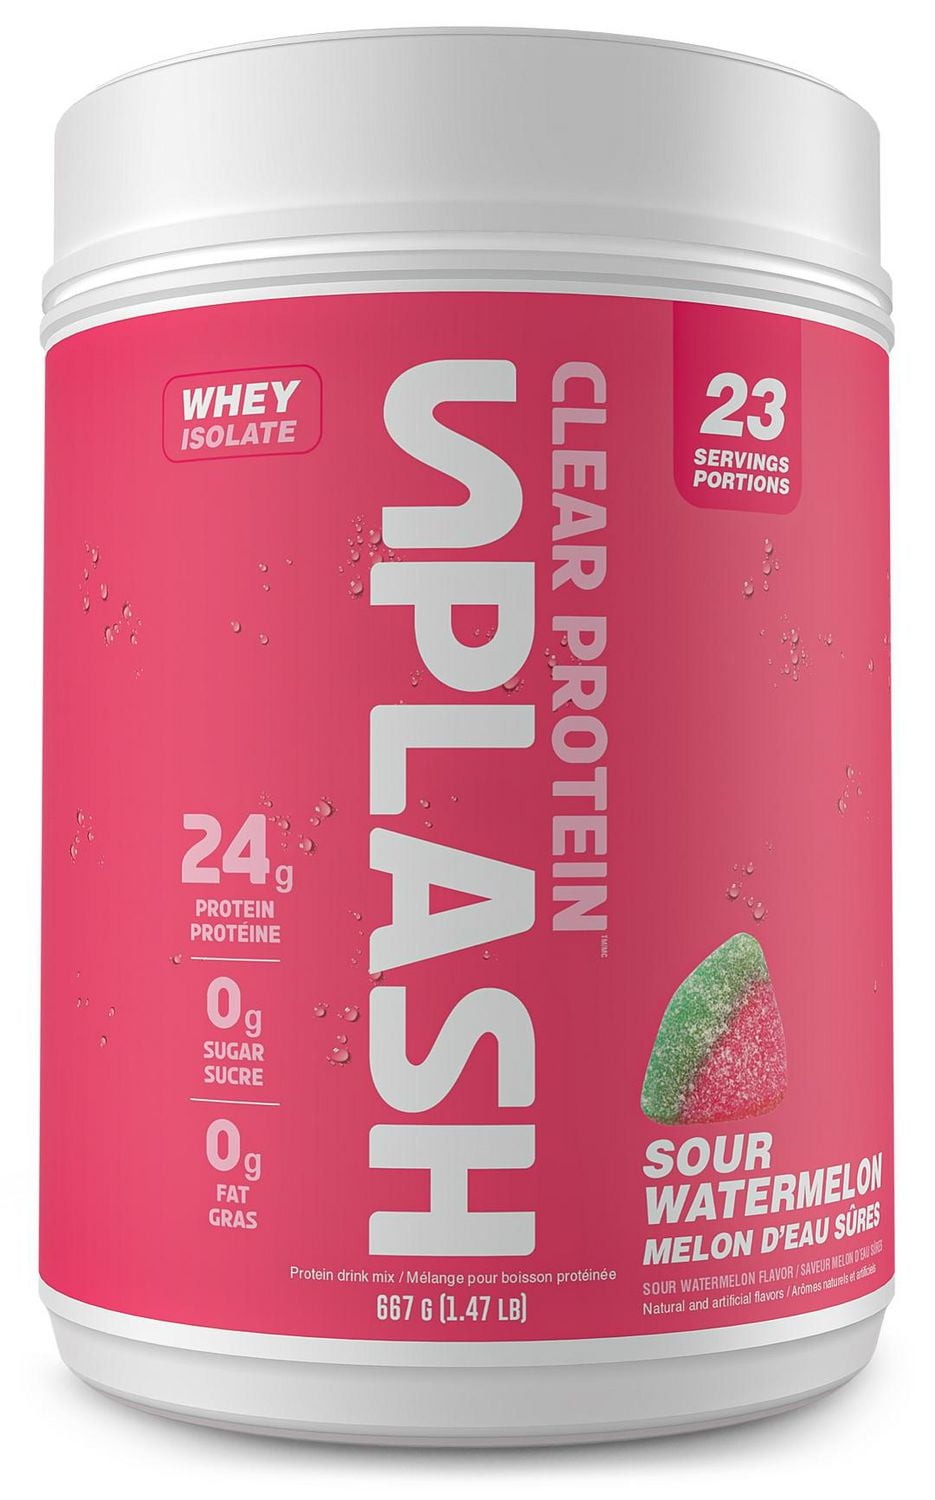 WHEY
ISOLATE
23
SERVINGS
PORTIONS
SPLASH
CLEAR PROTEIN™/MC
24g
PROTEIN
PROTÉINE
0g
SUGAR
SUCRE
0g
FAT
GRAS
SOUR
WATERMELON
MELON D'EAU SÛRES
SOUR WATERMELON FLAVOR / SAVEUR MELON D'EAU SÛRES
Natural and artificial flavors / Arômes naturels et artificiels
Protein drink mix / Mélange pour boisson protéinée
667 G (1.47 LB)